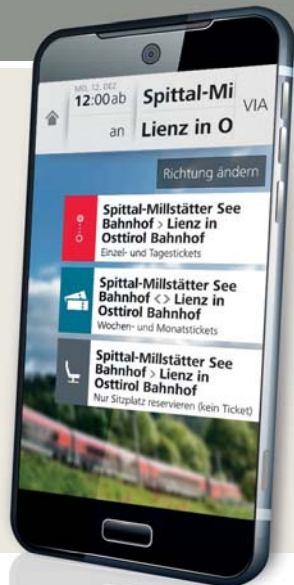 MO, 12. DEZ
12:00 ab Spittal-Mi VIA
an Lienz in O
Richtung ändern
Spittal-Millstätter See
Bahnhof > Lienz in
Osttirol Bahnhof
Einzel- und Tagestickets
Spittal-Millstätter See
Bahnhof <> Lienz in
Osttirol Bahnhof
Wochen- und Monatstickets
Spittal-Millstätter See
Bahnhof > Lienz in
Osttirol Bahnhof
Nur Sitzplatz reservieren (kein Ticket)